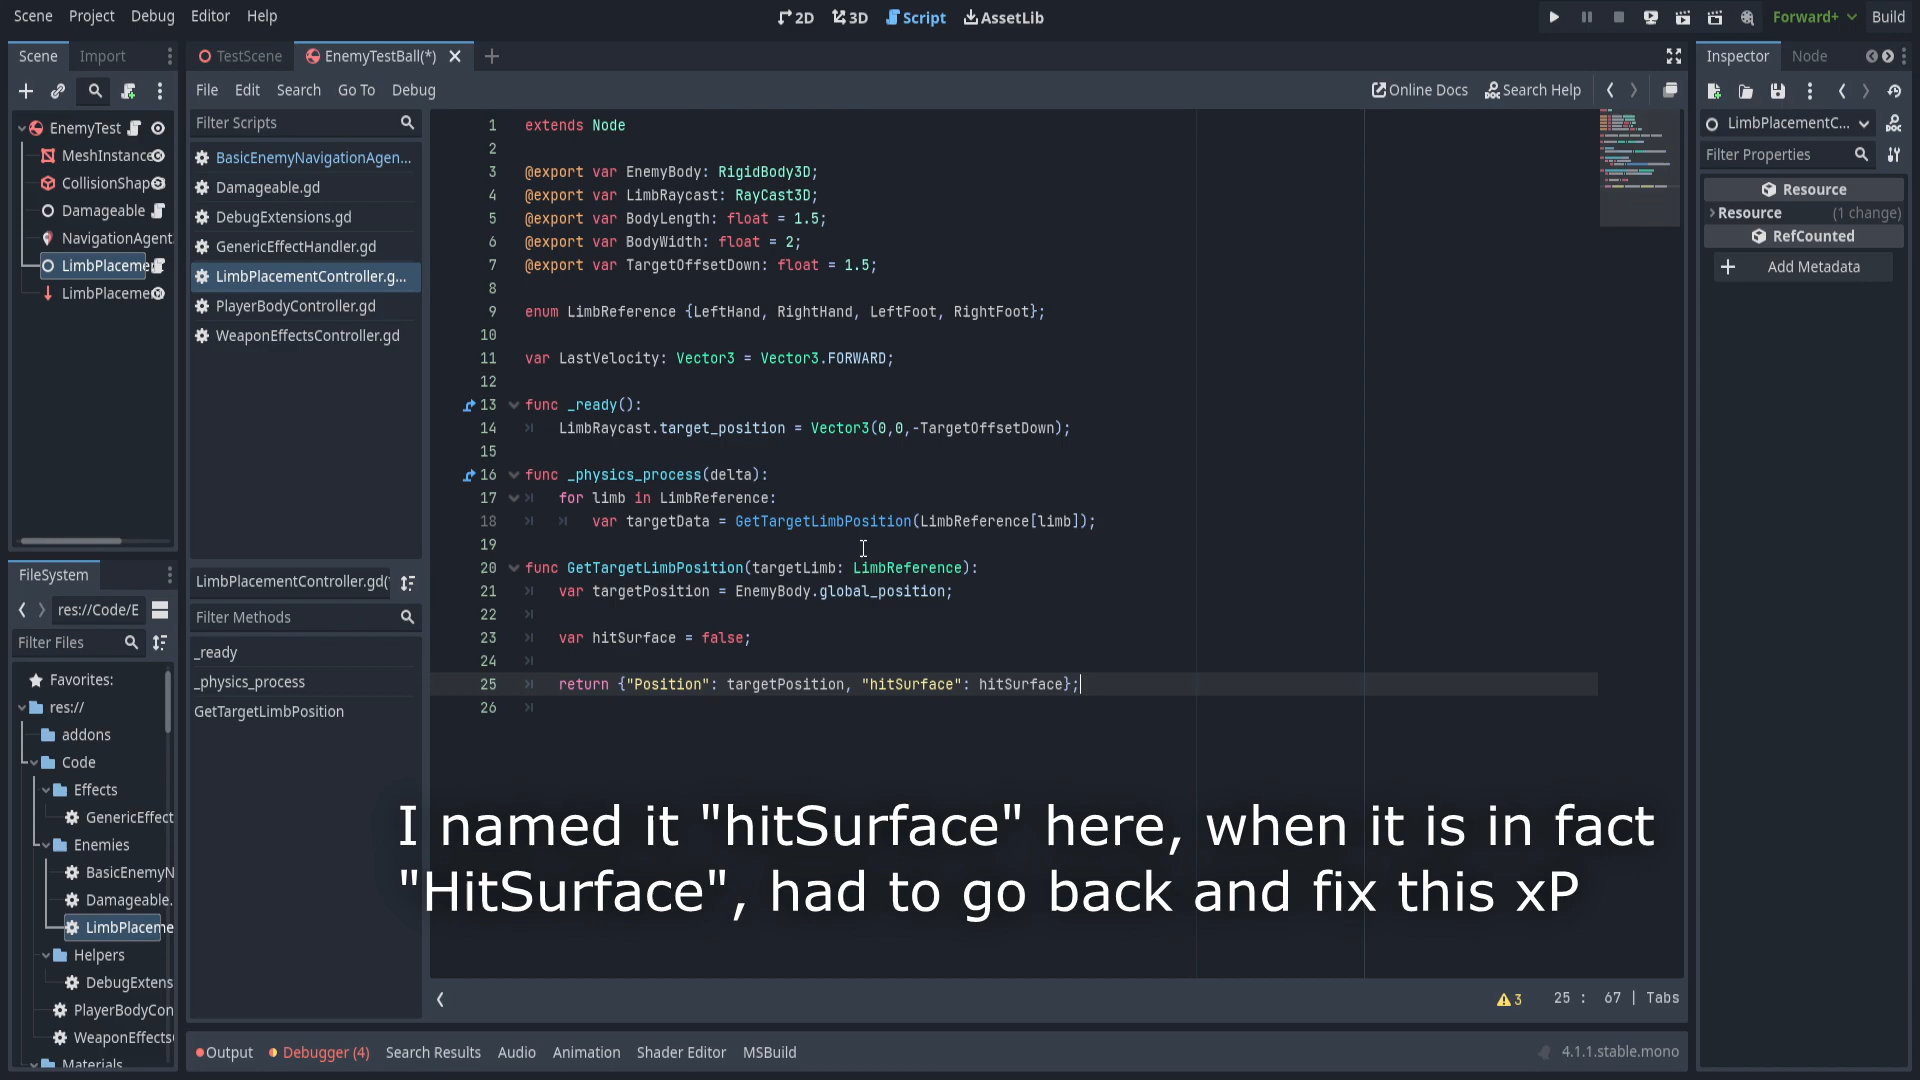 Scene Project Debug Editor Help
2D 3D Script AssetLib
Forward+ Build
Scene Import
EnemyTest
MeshInstance
CollisionShap
Damageable
NavigationAgent
LimbPlaceme
LimbPlaceme
FileSystem
res://Code/E
Filter Files
Favorites:
res://
addons
Code
Effects
GenericEffect
Enemies
BasicEnemyN
Damageable.
LimbPlaceme
Helpers
DebugExtens
PlayerBodyCon
WeaponEffects
Materials
TestScene EnemyTestBall(*)
File Edit Search Go To Debug
Online Docs Search Help
Filter Scripts
BasicEnemyNavigationAgen...
Damageable.gd
DebugExtensions.gd
GenericEffectHandler.gd
LimbPlacementController.g...
PlayerBodyController.gd
WeaponEffectsController.gd
LimbPlacementController.gd(
Filter Methods
_ready
_physics_process
GetTargetLimbPosition
1 extends Node
2
3 @export var EnemyBody: RigidBody3D;
4 @export var LimbRaycast: RayCast3D;
5 @export var BodyLength: float = 1.5;
6 @export var BodyWidth: float = 2;
7 @export var TargetOffsetDown: float = 1.5;
8
9 enum LimbReference {LeftHand, RightHand, LeftFoot, RightFoot};
10
11 var LastVelocity: Vector3 = Vector3.FORWARD;
12
13 func _ready():
14 LimbRaycast.target_position = Vector3(0,0,-TargetOffsetDown);
15
16 func _physics_process(delta):
17 for limb in LimbReference:
18 var targetData = GetTargetLimbPosition(LimbReference[limb]);
19
20 func GetTargetLimbPosition(targetLimb: LimbReference):
21 var targetPosition = EnemyBody.global_position;
22
23 var hitSurface = false;
24
25 return {"Position": targetPosition, "hitSurface": hitSurface};
26
I named it "hitSurface" here, when it is in fact
"HitSurface", had to go back and fix this xP
3 25 : 67 | Tabs
Output Debugger (4) Search Results Audio Animation Shader Editor MSBuild
4.1.1.stable.mono
Inspector Node
LimbPlacementC...
Filter Properties
Resource
Resource (1 change)
RefCounted
Add Metadata